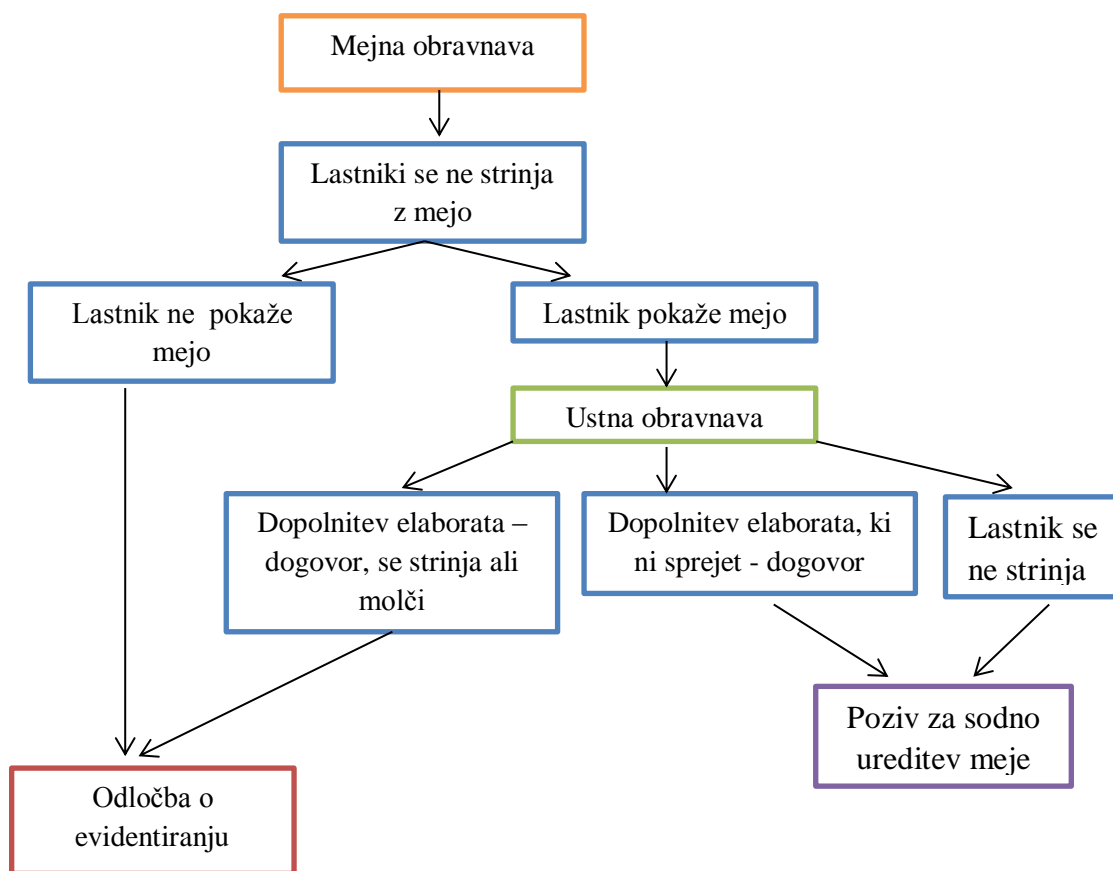 Mejna obravnava
Lastniki se ne strinja
z mejo
Lastnik ne pokaže
mejo
Lastnik pokaže mejo
Ustna obravnava
Dopolnitev elaborata –
dogovor, se strinja ali
molči
Dopolnitev elaborata, ki
ni sprejet - dogovor
Lastnik se
ne strinja
Poziv za sodno
ureditev meje
Odločba o
evidentiranju